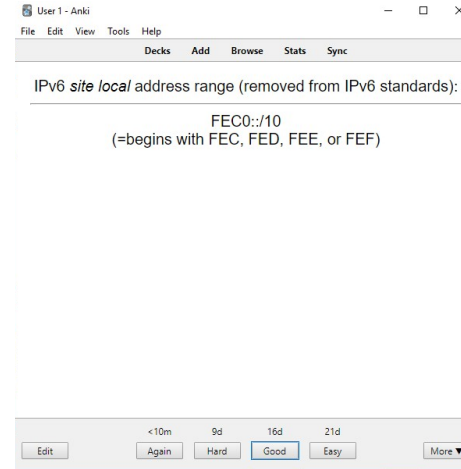 User 1 - Anki
File Edit View Tools Help
Decks Add Browse Stats Sync
IPv6 site local address range (removed from IPv6 standards):
FEC0::/10
(=begins with FEC, FED, FEE, or FEF)
<10m 9d 16d 21d
Edit Again Hard Good Easy More ▼